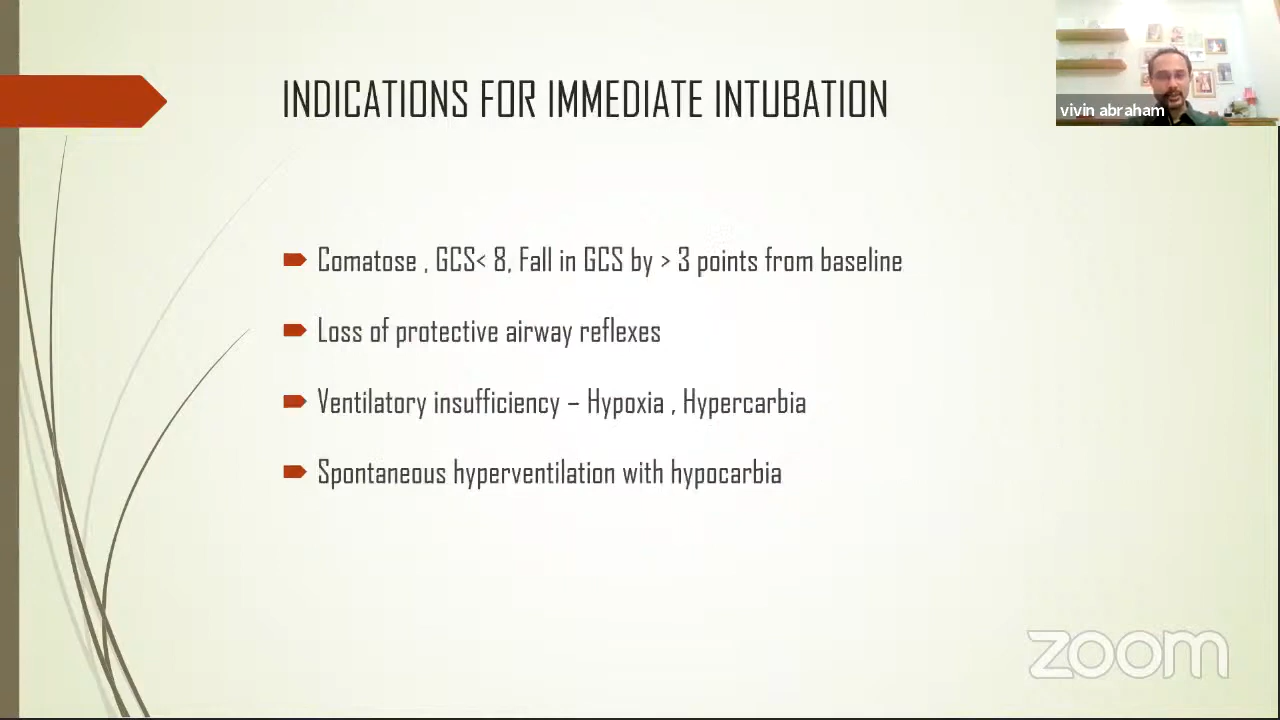 INDICATIONS FOR IMMEDIATE INTUBATION
vivin abraham
Comatose , GCS< 8, Fall in GCS by > 3 points from baseline
Loss of protective airway reflexes
Ventilatory insufficiency – Hypoxia , Hypercarbia
Spontaneous hyperventilation with hypocarbia
zoom